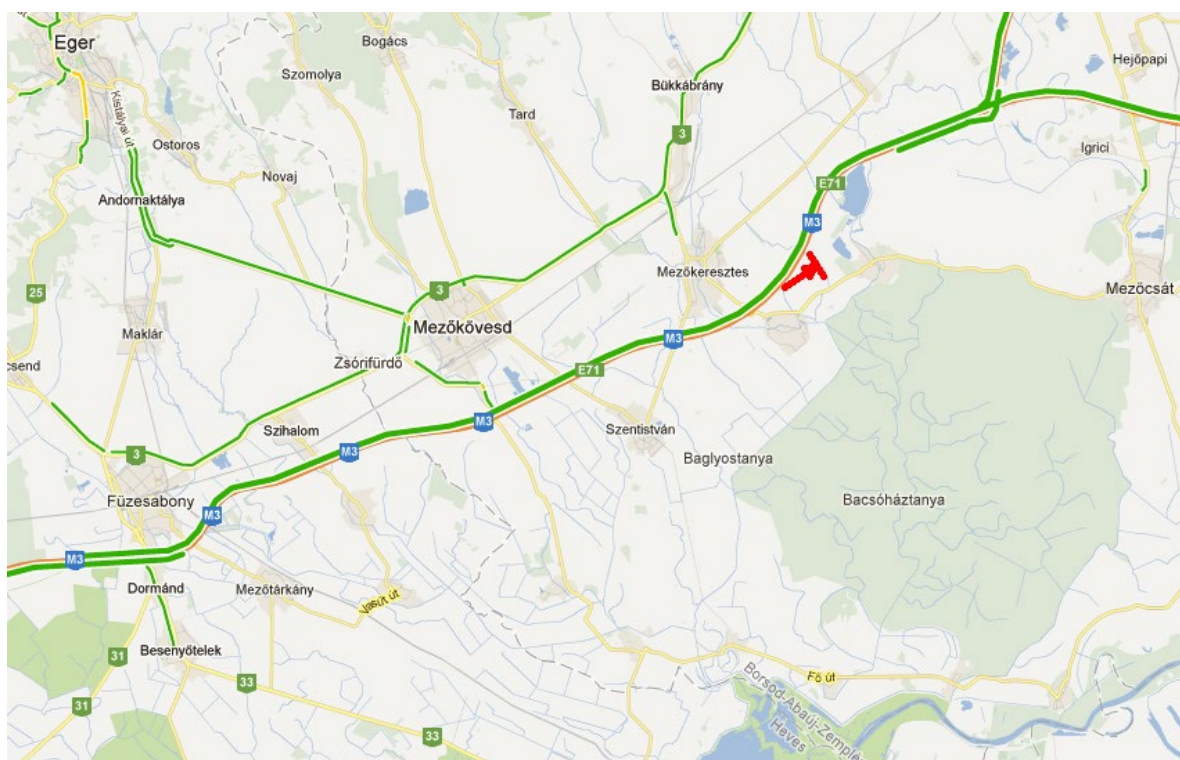 Eger
Bogács
Szomolya
Bükkábrány
Hejőpapi
Kistályai út
Tard
3
Ostoros
Igrici
Novaj
E71
Andornaktálya
M3
Mezőkeresztes
25
3
Mezőcsát
Maklár
Mezőkövesd
M3
csend
Zsórifürdő
E71
M3
Szihalom
Szentistván
M3
3
Baglyostanya
Füzesabony
Bacsóháztanya
M3
M3
Dormánd
Mezőtárkány
Vasút út
Besenyőtelek
31
33
Fő út
Borsod-Abaúj-Zemplén
Heves
31
33